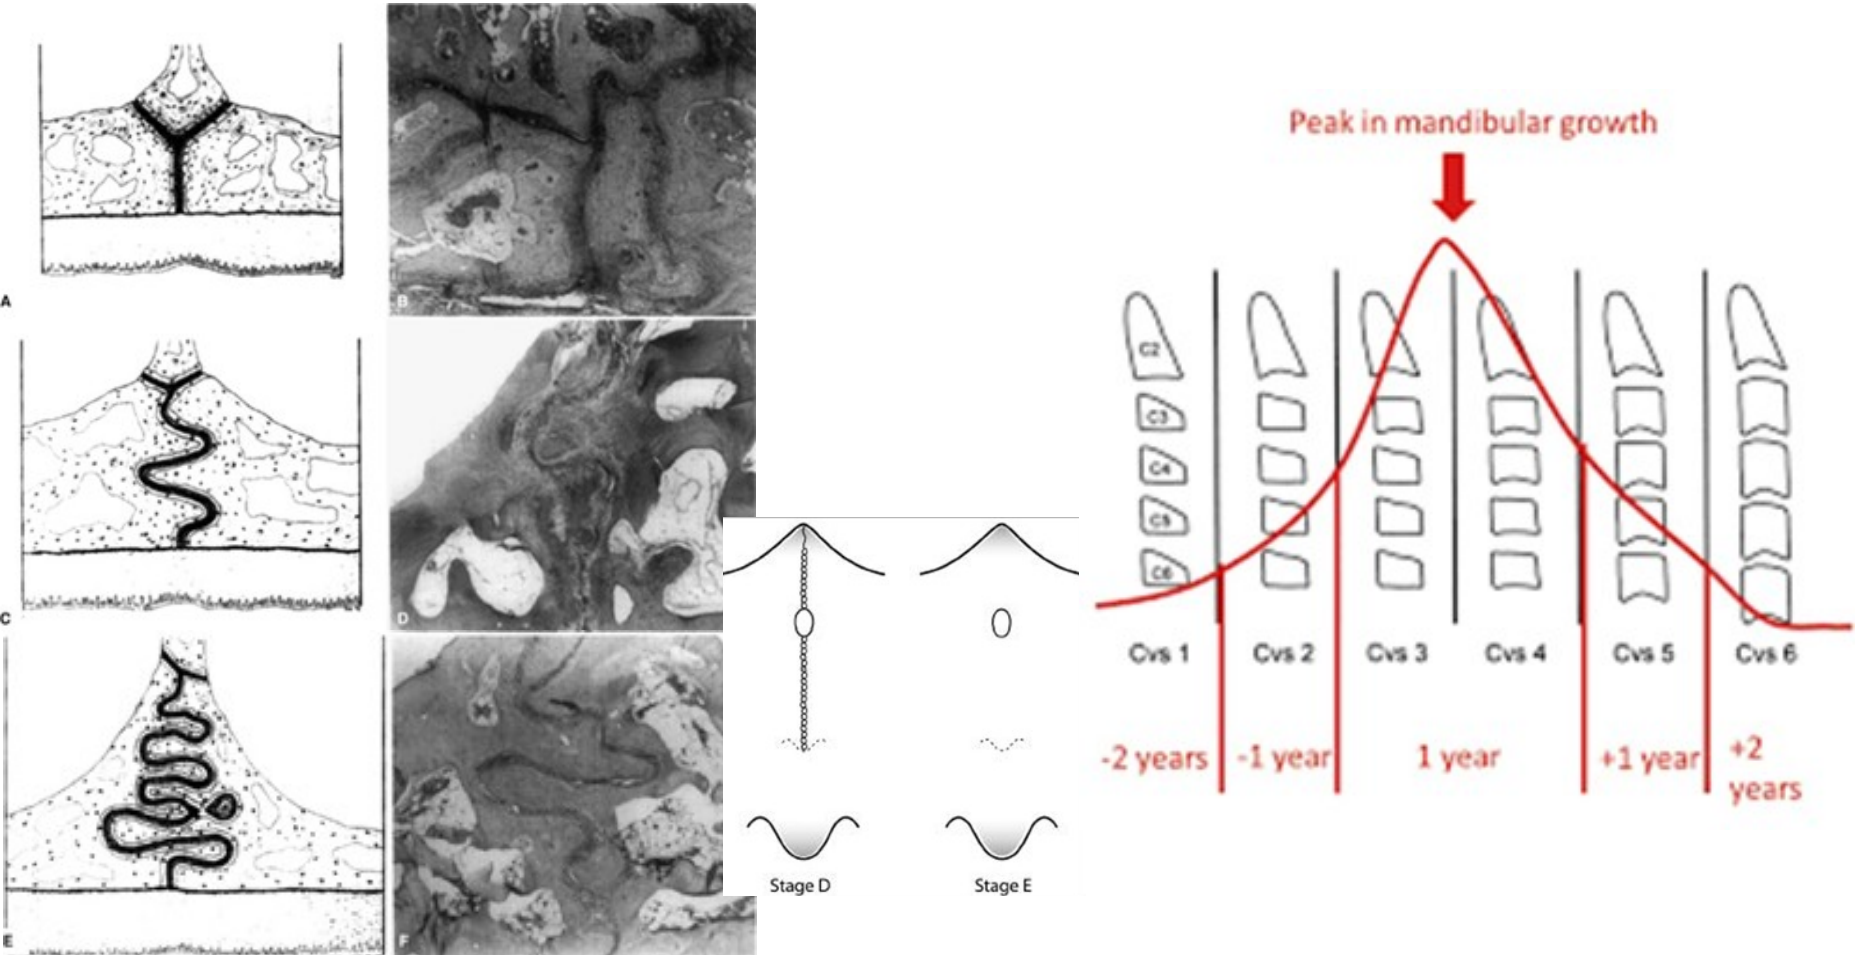 A
B
C
D
E
F
Stage D
Stage E
Peak in mandibular growth
C2
C3
C4
C5
C6
Cvs 1
Cvs 2
Cvs 3
Cvs 4
Cvs 5
Cvs 6
-2 years
-1 year
1 year
+1 year
+2
years